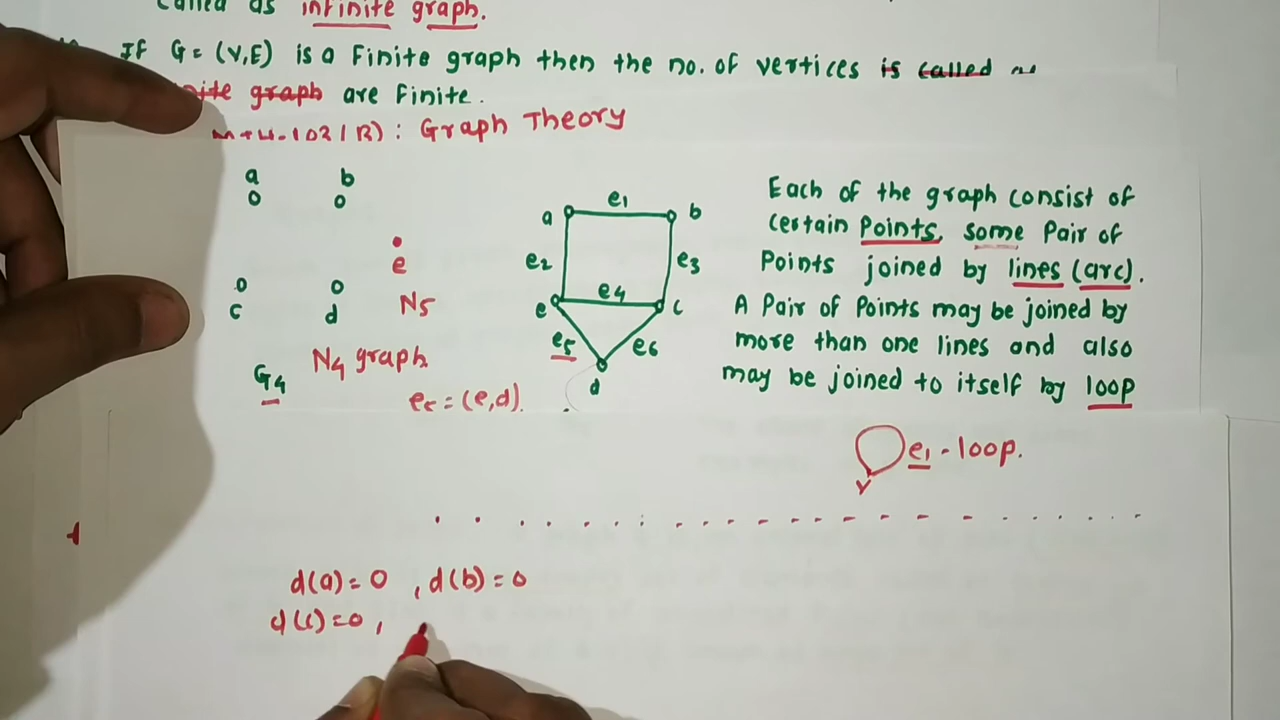 called as infinite graph.
If G = (V,E) is a Finite graph then the no. of vertices is called as
graph are finite.
: Graph Theory
a b
e
c d
N5
N4 graph
G4
e5 = (e,d).
a e1 b
e2 e3
e e4 c
e5 e6
d
Each of the graph consist of
certain Points, some Pair of
Points joined by lines (arc).
A Pair of Points may be joined by
more than one lines and also
may be joined to itself by loop
e1 - loop.
v
d(a) = 0 , d(b) = 0
d(c) = 0 ,